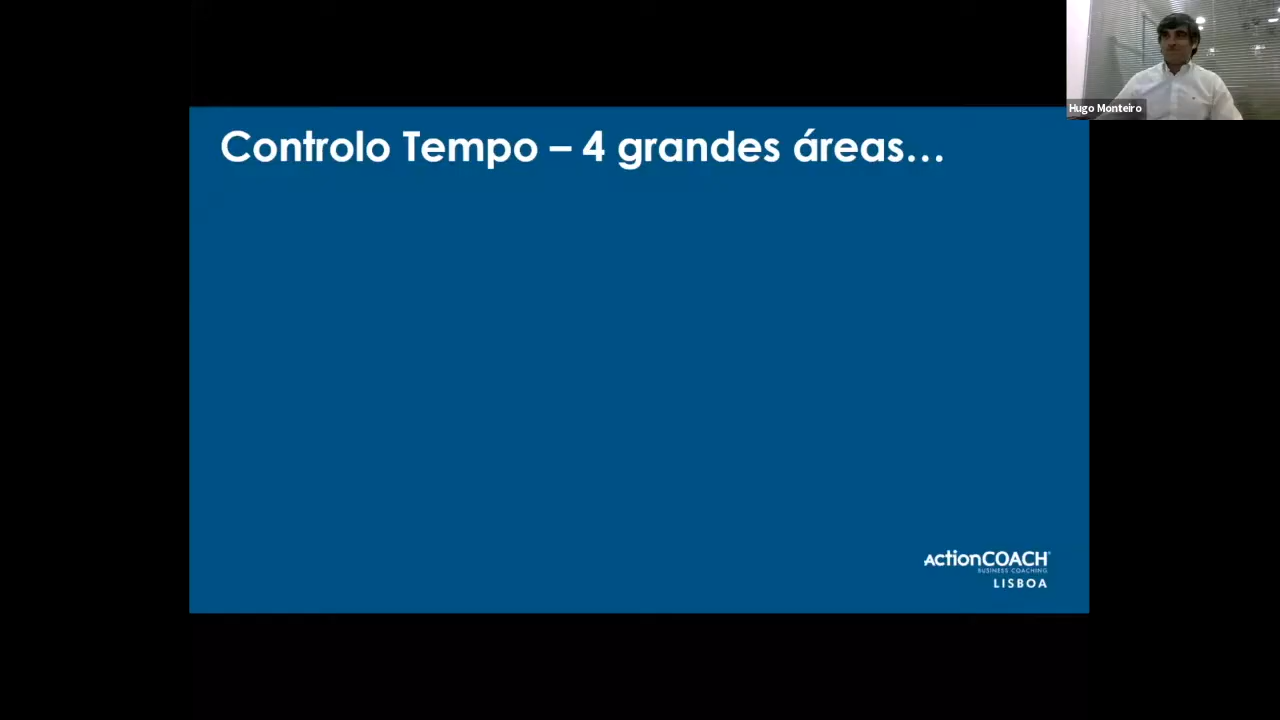 Hugo Monteiro
Controlo Tempo – 4 grandes áreas...
ActionCOACH
BUSINESS COACHING
LISBOA